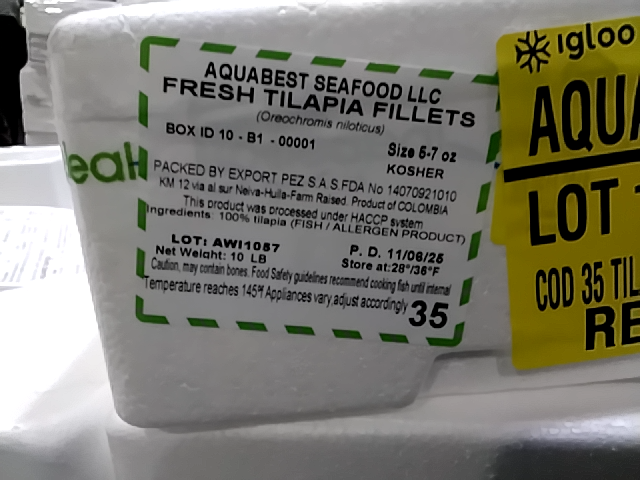 AQUABEST SEAFOOD LLC
FRESH TILAPIA FILLETS
(Oreochromis niloticus)
BOX ID 10 - B1 - 00001
Size 5-7 oz
KOSHER
PACKED BY EXPORT PEZ S.A.S FDA No 14070921010
KM 12 via al sur Neiva-Huila-Farm Raised. Product of COLOMBIA
This product was processed under HACCP system
Ingredients: 100% tilapia (FISH / ALLERGEN PRODUCT)
LOT: AWI1057
P. D. 11/06/25
Net Weight: 10 LB
Store at:28°/36°F
Caution, may contain bones. Food Safety guidelines recommend cooking fish until internal
Temperature reaches 145°f Appliances vary,adjust accordingly
35
eaH
igloo
AQUA
LOT
COD 35 TIL
RE